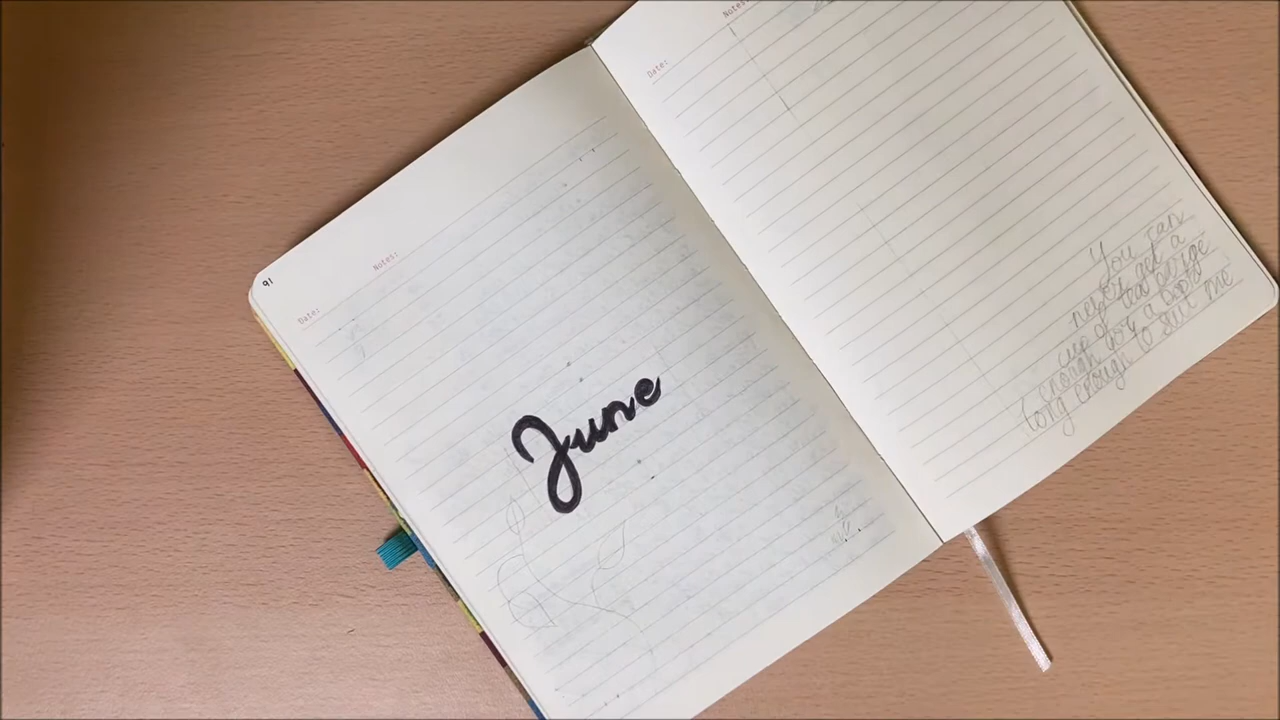 91
Notes:
Date:
June
Notes:
Date:
You can
never get a
cup of tea large
enough or a book
long enough to suit me